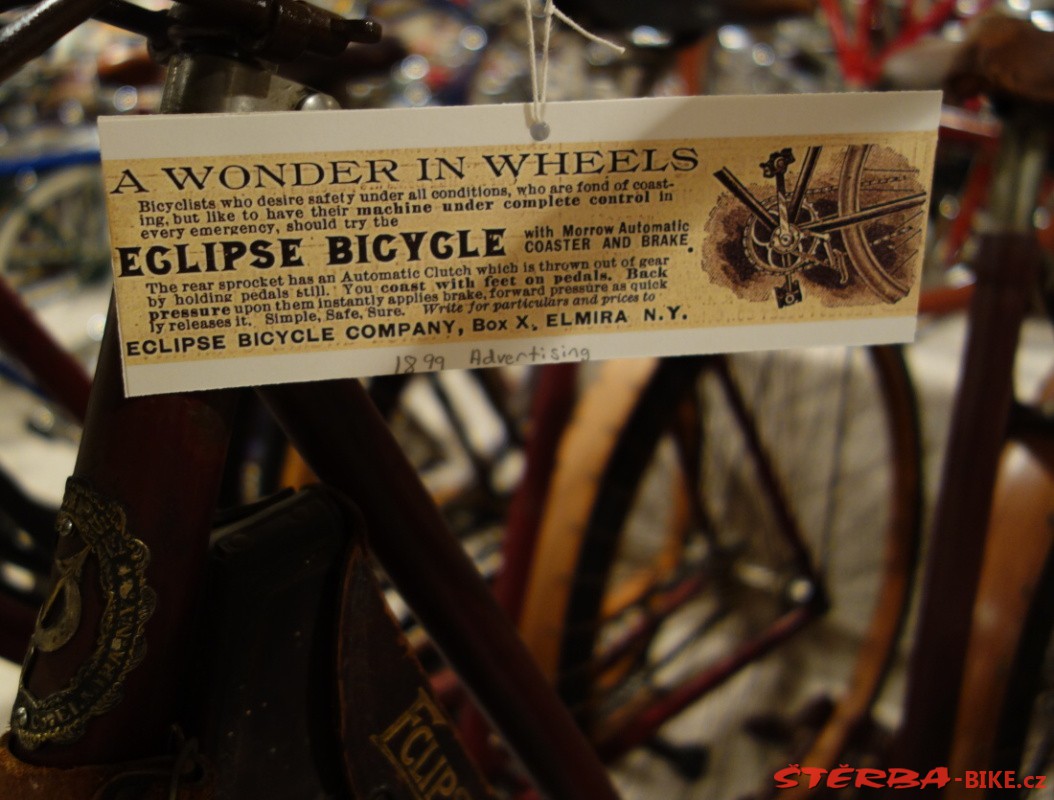 A WONDER IN WHEELS
Bicyclists who desire safety under all conditions, who are fond of coast-
ing, but like to have their machine under complete control in
every emergency, should try the
ECLIPSE BICYCLE with Morrow Automatic
COASTER AND BRAKE.
The rear sprocket has an Automatic Clutch which is thrown out of gear
by holding pedals still. You coast with feet on pedals. Back
pressure upon them instantly applies brake, forward pressure as quick
ly releases it. Simple, Safe, Sure. Write for particulars and prices to
ECLIPSE BICYCLE COMPANY, Box X, ELMIRA N.Y.
1899 Advertising
ECLIPS
ŠTĚRBA-BIKE.cz